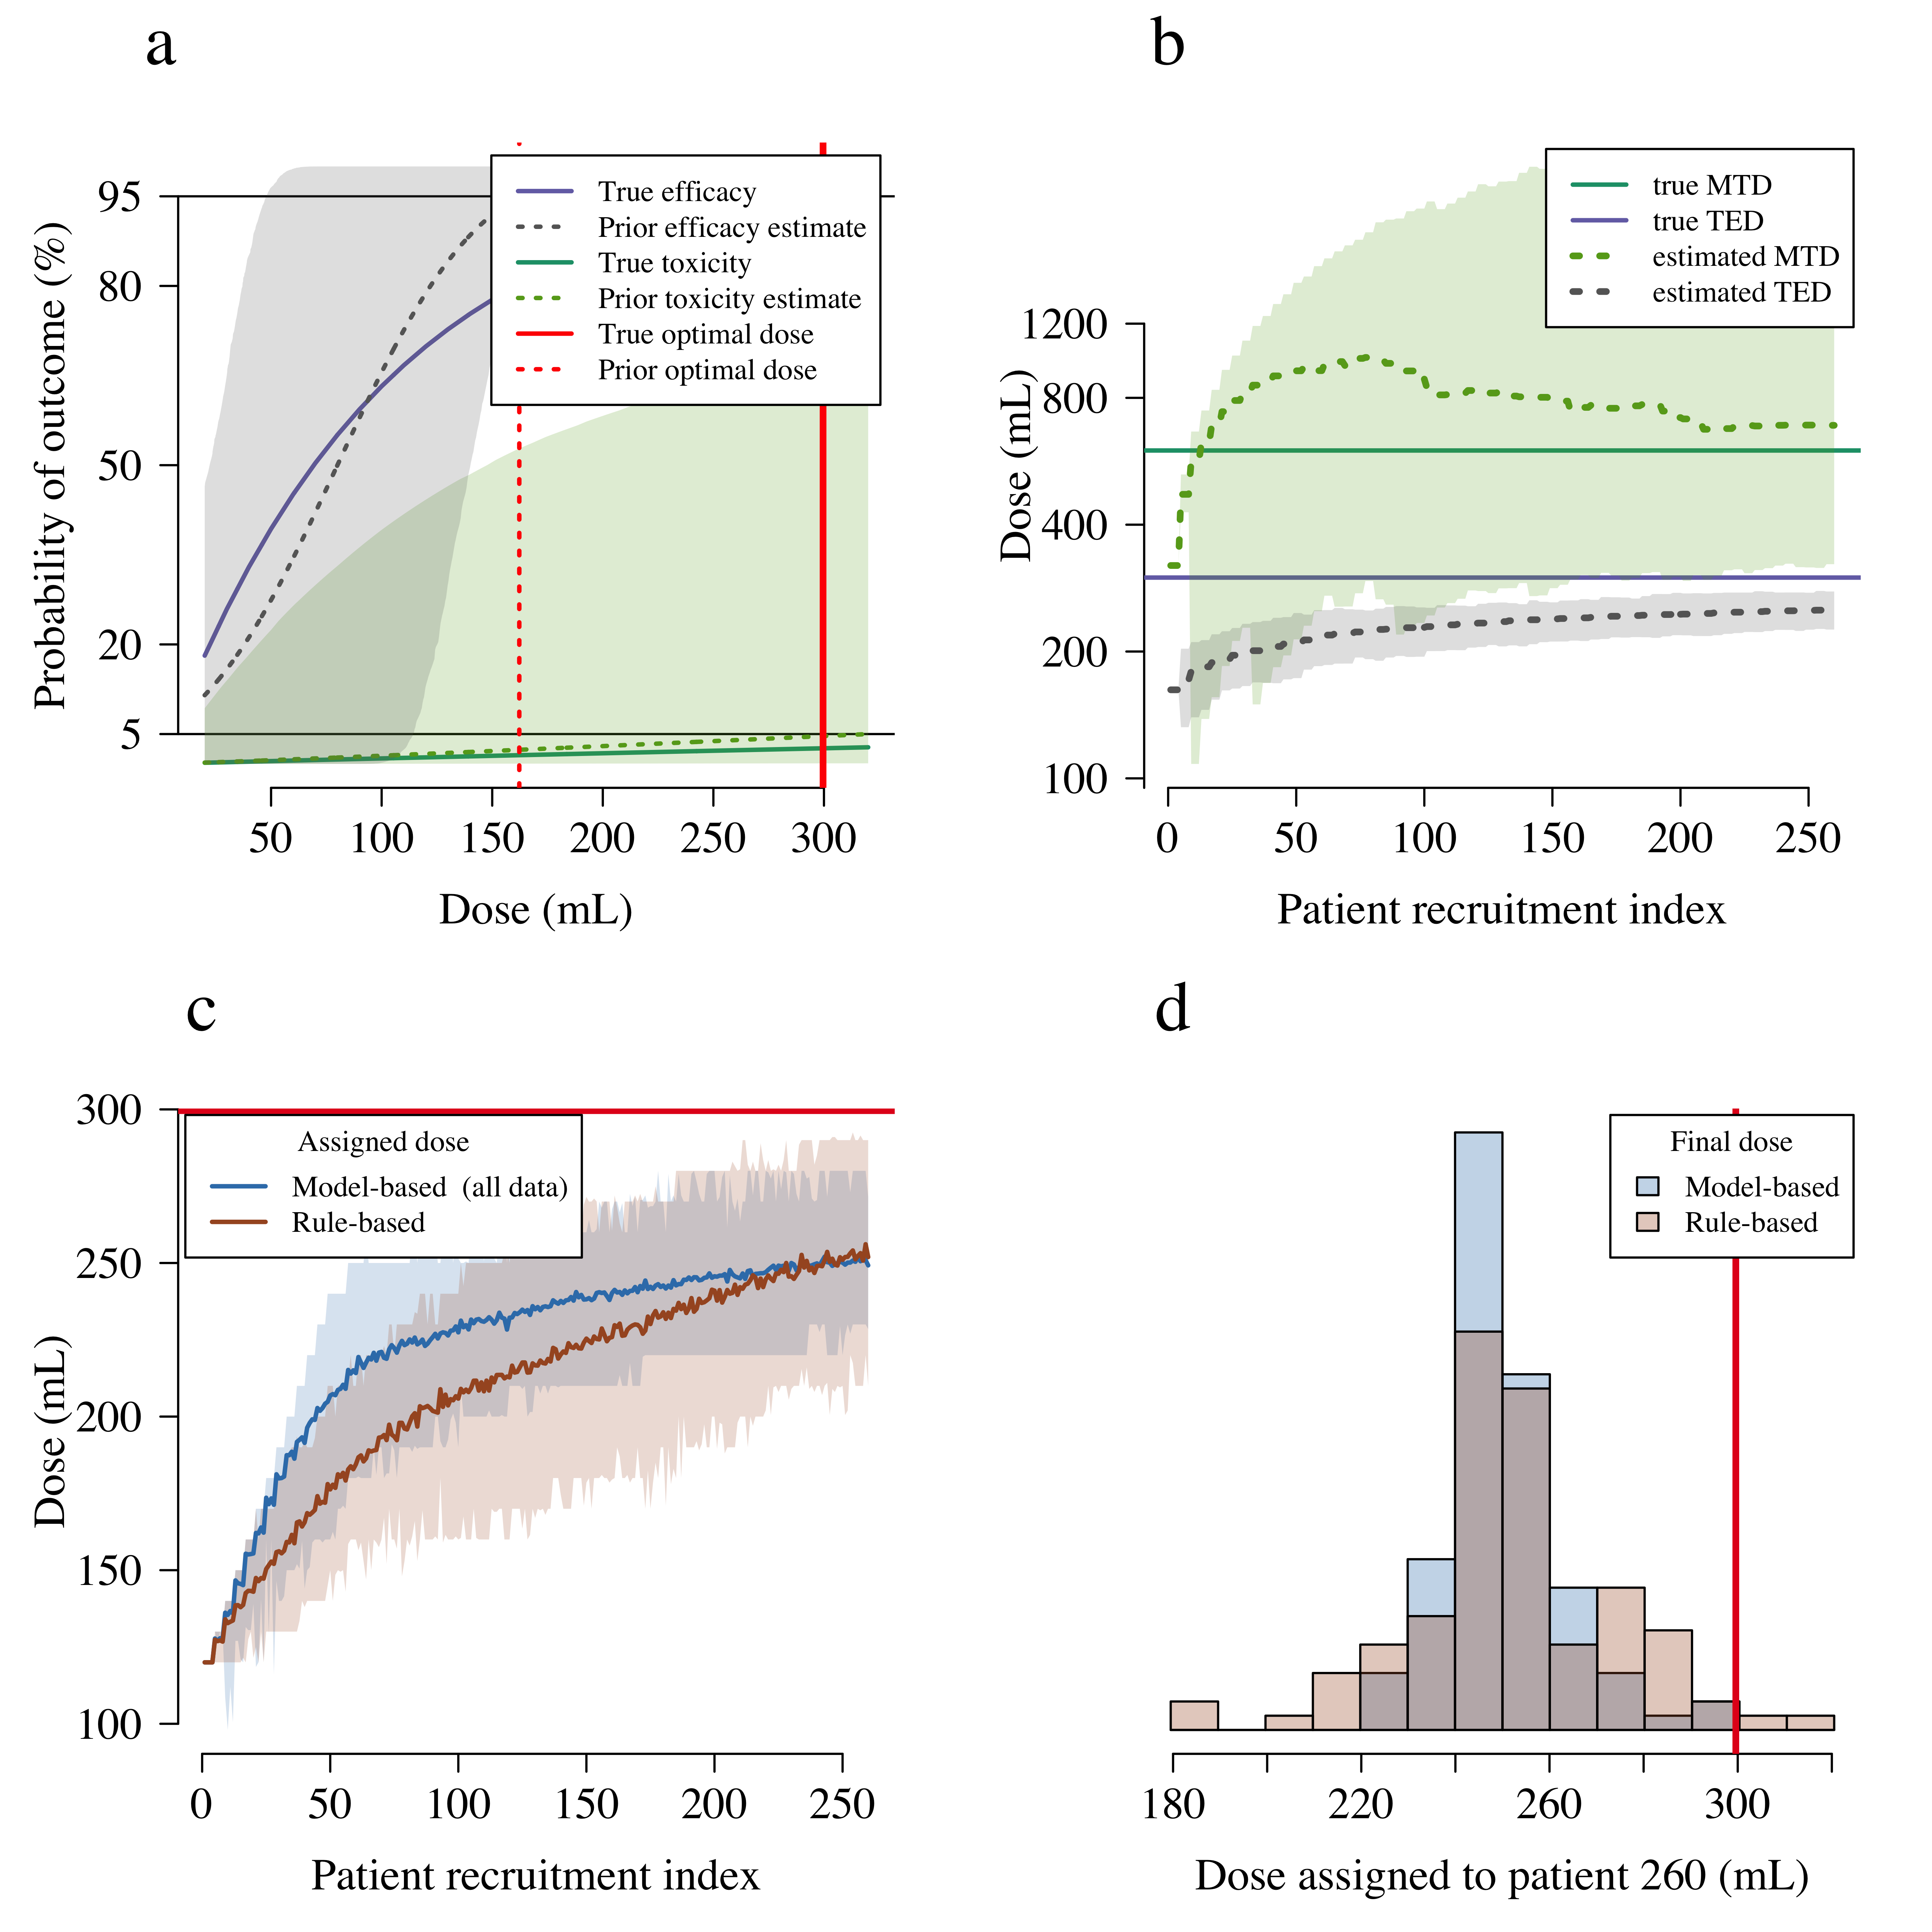 a
95
80
50
20
5
Probability of outcome (%)
True efficacy
Prior efficacy estimate
True toxicity
Prior toxicity estimate
True optimal dose
Prior optimal dose
50 100 150 200 250 300
Dose (mL)
b
1200
800
400
200
100
Dose (mL)
true MTD
true TED
estimated MTD
estimated TED
0 50 100 150 200 250
Patient recruitment index
c
300
250
200
150
100
Dose (mL)
Assigned dose
Model-based (all data)
Rule-based
0 50 100 150 200 250
Patient recruitment index
d
Final dose
Model-based
Rule-based
180 220 260 300
Dose assigned to patient 260 (mL)